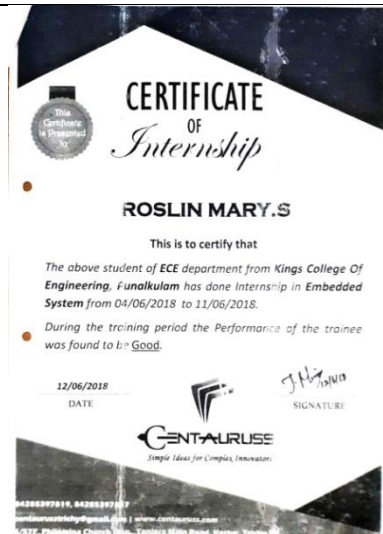 This
Certificate
is Presented
to
CERTIFICATE
OF
Internship
ROSLIN MARY.S
This is to certify that
The above student of ECE department from Kings College Of
Engineering, Punalkulam has done Internship in Embedded
System from 04/06/2018 to 11/06/2018.
During the training period the Performance of the trainee
was found to be Good.
12/06/2018
DATE
SIGNATURE
CENTAURUSS
Simple Ideas for Complex Innovators
| www.centauruss.com